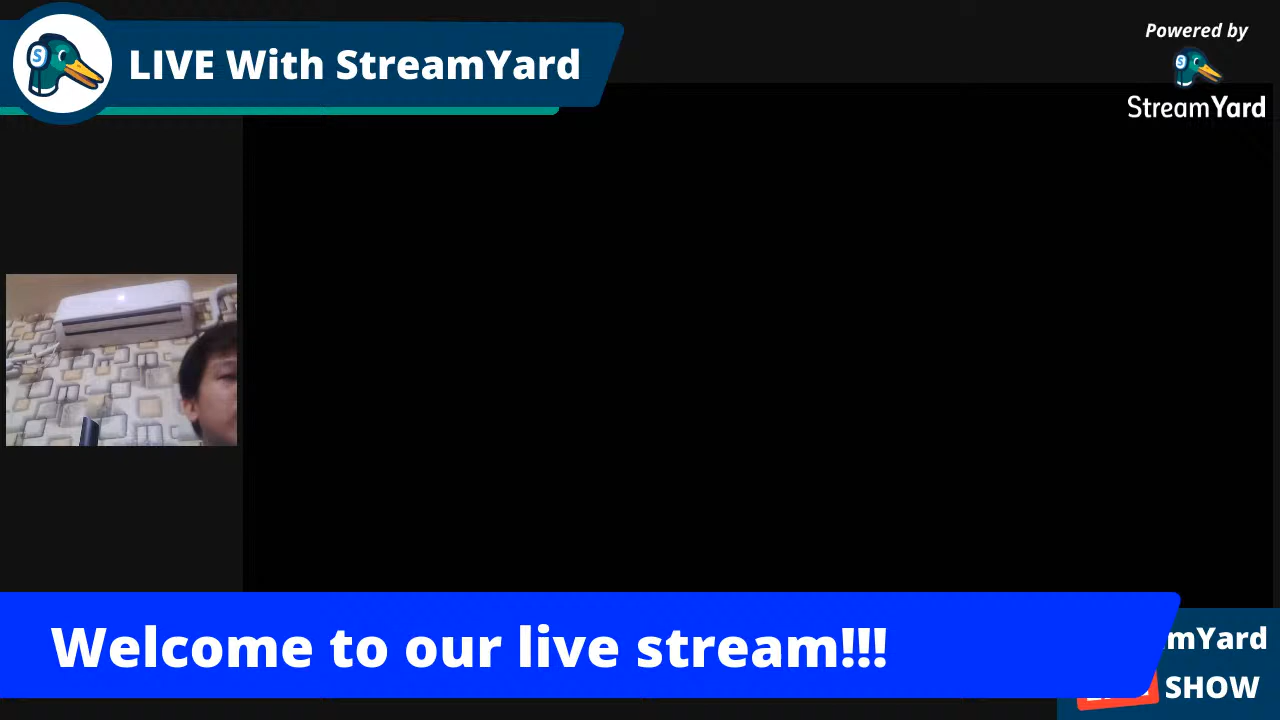 LIVE With StreamYard
Powered by
StreamYard
Welcome to our live stream!!!
mYard
SHOW